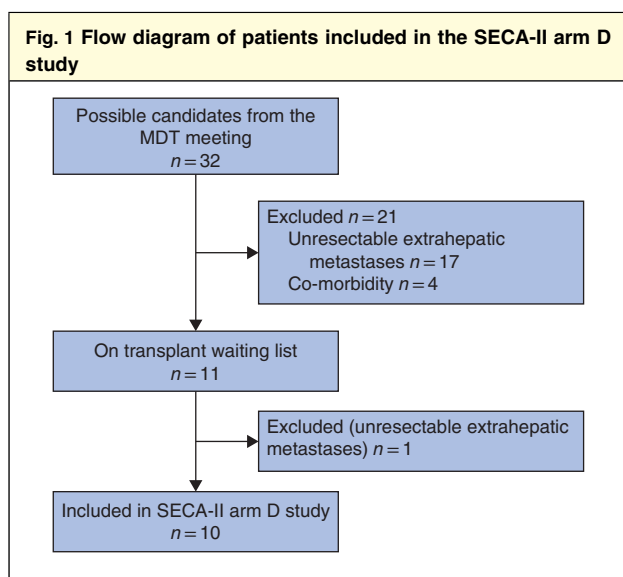 Fig. 1 Flow diagram of patients included in the SECA-II arm D
study
Possible candidates from the
MDT meeting
n = 32
Excluded n = 21
Unresectable extrahepatic
metastases n = 17
Co-morbidity n = 4
On transplant waiting list
n = 11
Excluded (unresectable extrahepatic
metastases) n = 1
Included in SECA-II arm D study
n = 10